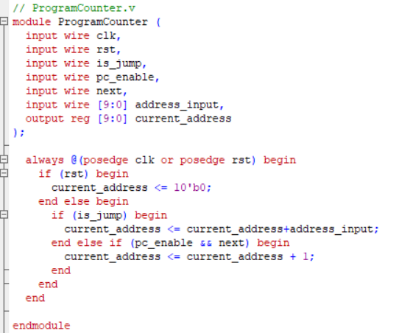 // ProgramCounter.v
module ProgramCounter (
  input wire clk,
  input wire rst,
  input wire is_jump,
  input wire pc_enable,
  input wire next,
  input wire [9:0] address_input,
  output reg [9:0] current_address
);
  always @(posedge clk or posedge rst) begin
    if (rst) begin
      current_address <= 10'b0;
    end else begin
      if (is_jump) begin
        current_address <= current_address+address_input;
      end else if (pc_enable && next) begin
        current_address <= current_address + 1;
      end
    end
  end
endmodule